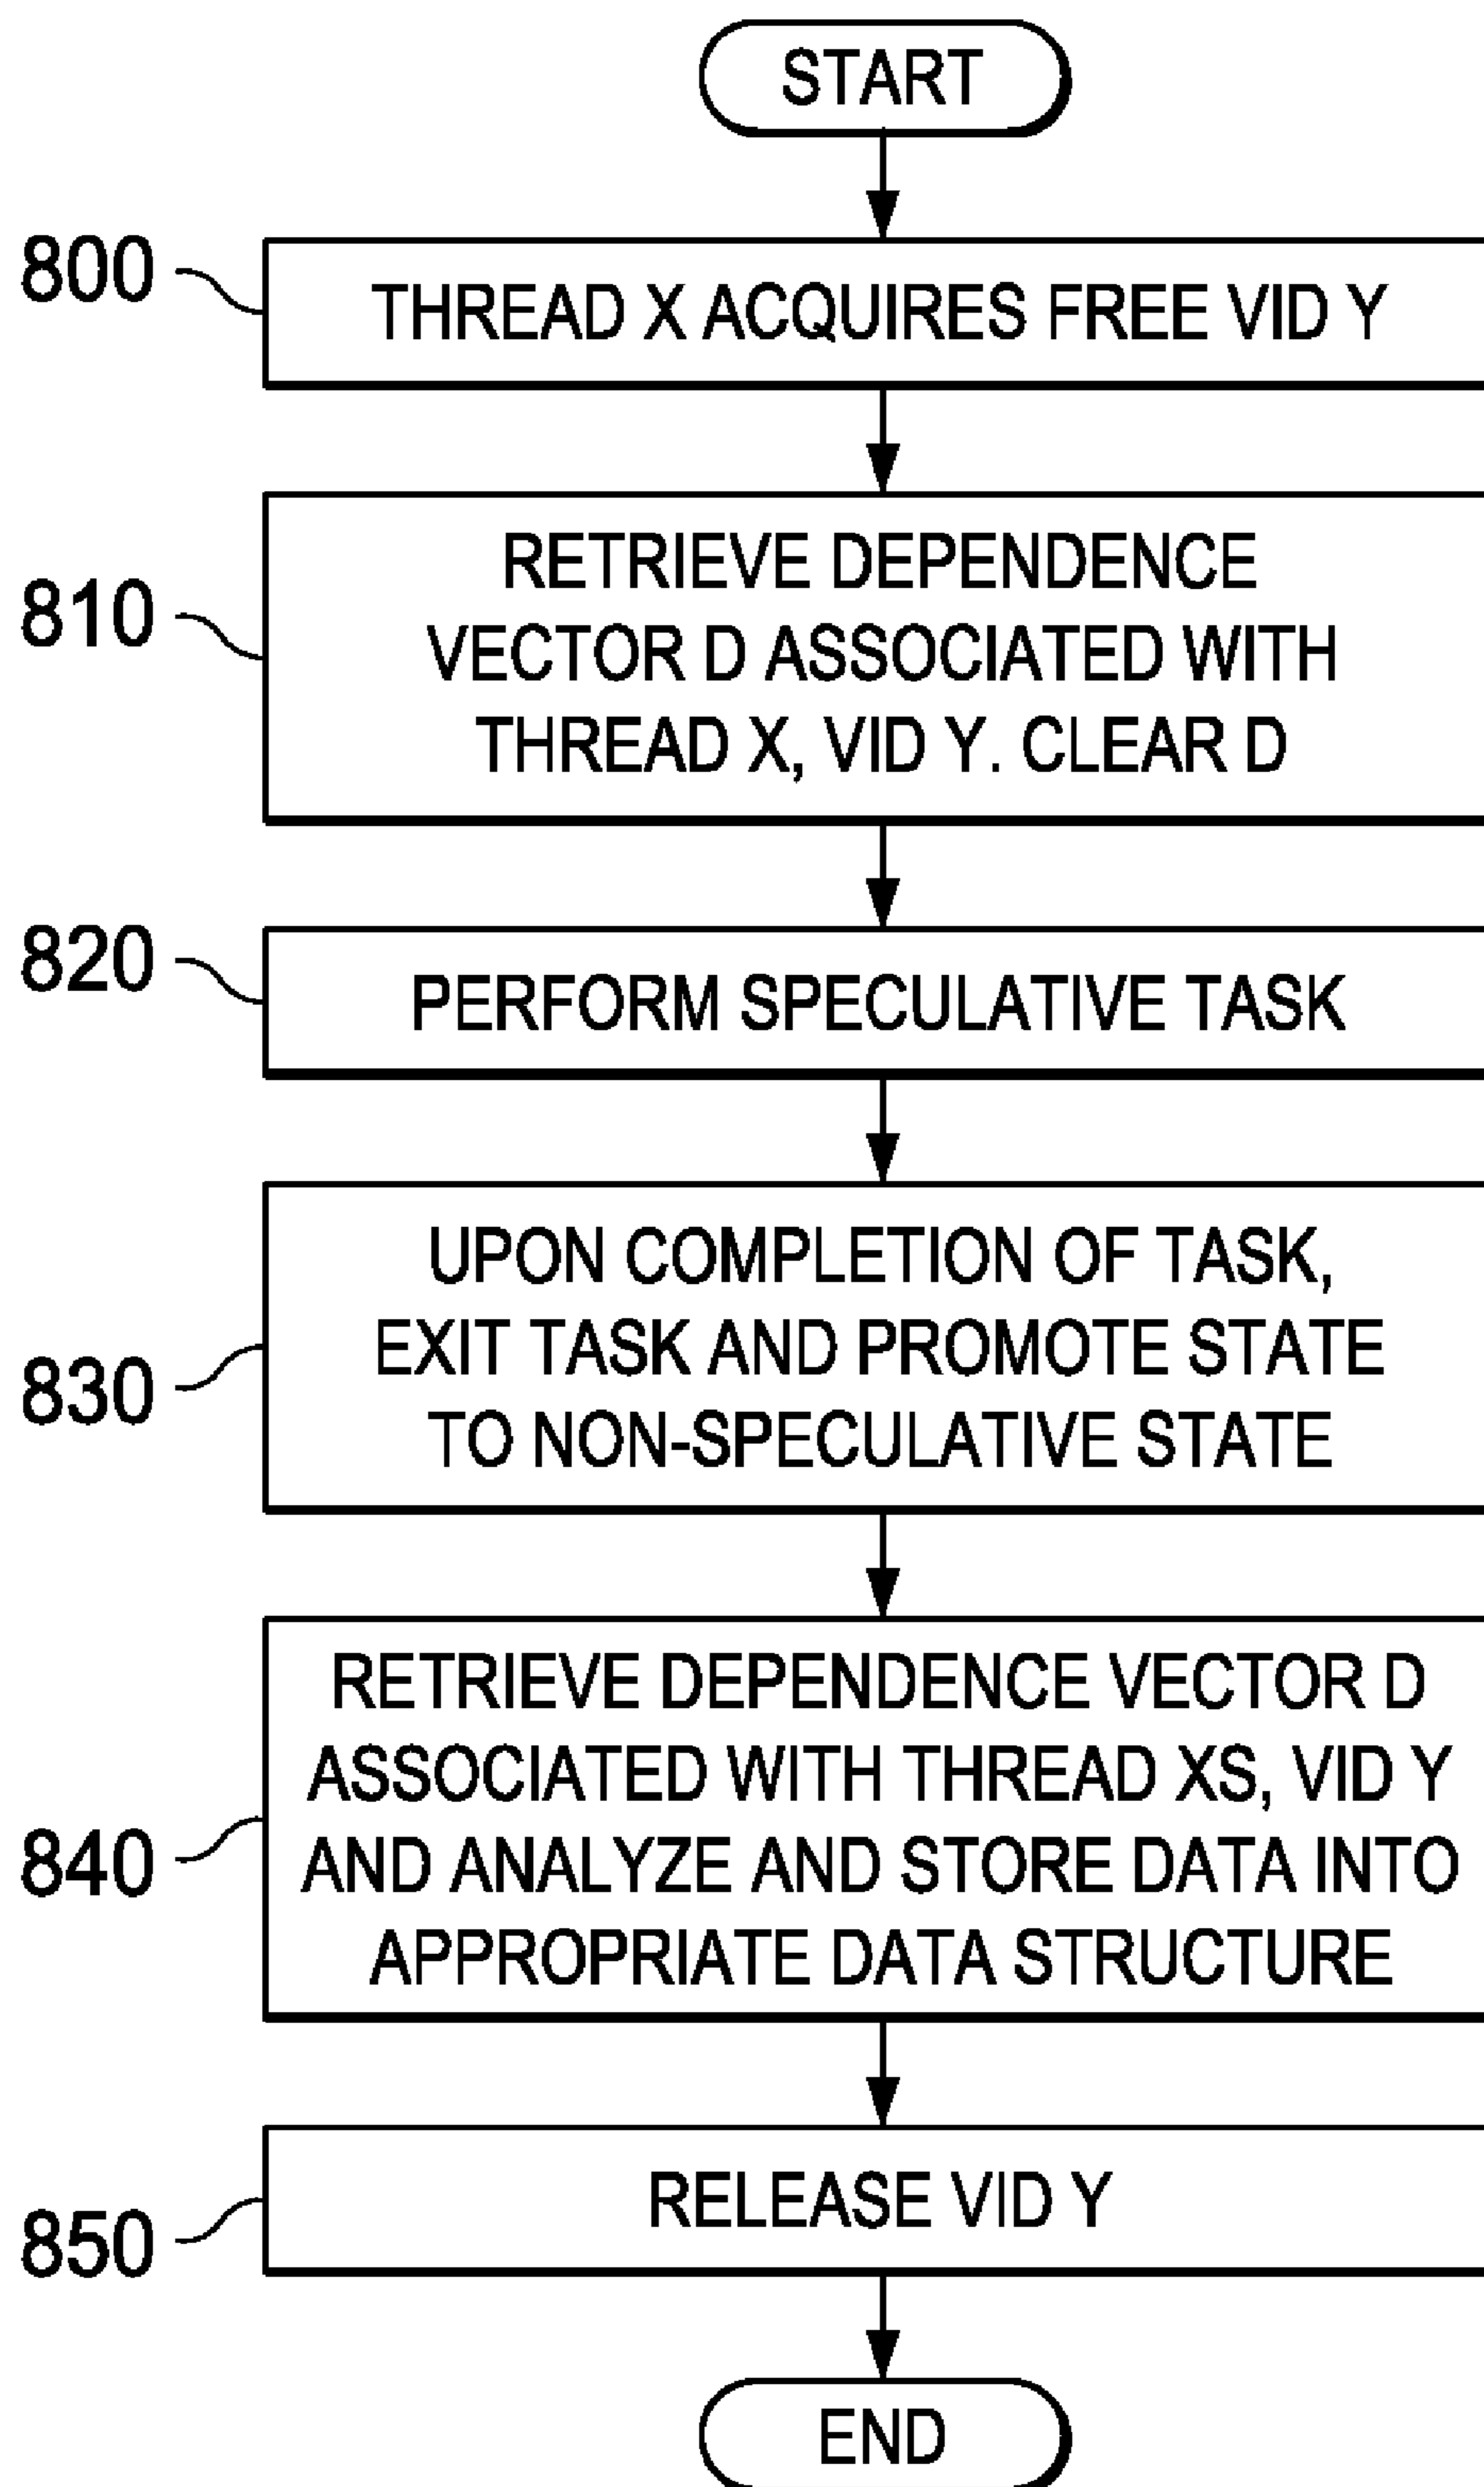 START
800
THREAD X ACQUIRES FREE VID Y
810
RETRIEVE DEPENDENCE
VECTOR D ASSOCIATED WITH
THREAD X, VID Y. CLEAR D
820
PERFORM SPECULATIVE TASK
830
UPON COMPLETION OF TASK,
EXIT TASK AND PROMOTE STATE
TO NON-SPECULATIVE STATE
840
RETRIEVE DEPENDENCE VECTOR D
ASSOCIATED WITH THREAD XS, VID Y
AND ANALYZE AND STORE DATA INTO
APPROPRIATE DATA STRUCTURE
850
RELEASE VID Y
END